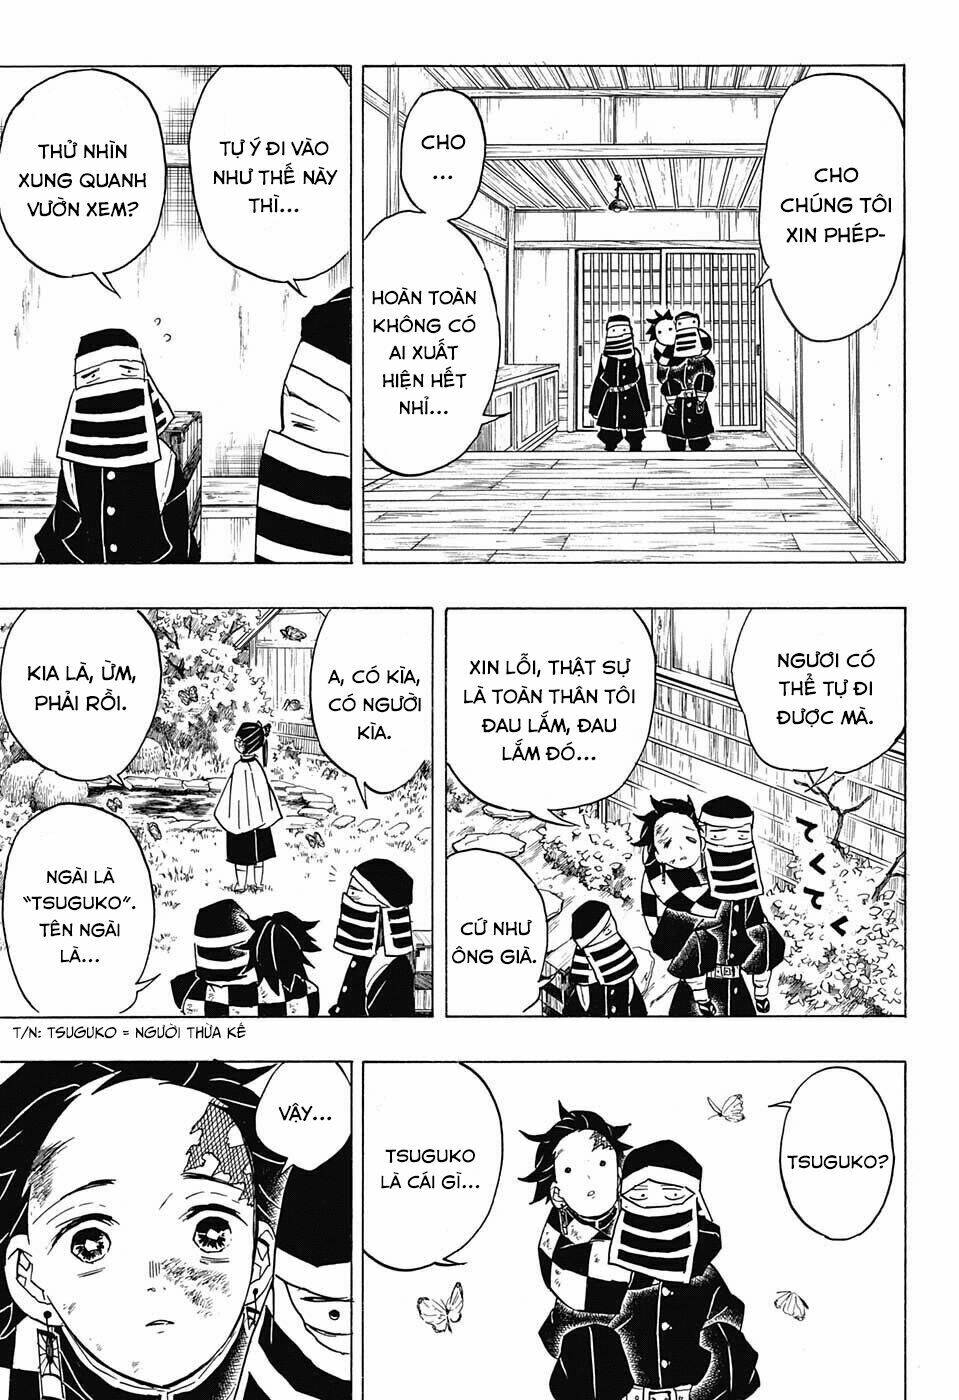 CHO
CHÚNG TÔI
XIN PHÉP-
CHO
...
HOÀN TOÀN
KHÔNG CÓ
AI XUẤT
HIỆN HẾT
NHỈ...
TỰ Ý ĐI VÀO
NHƯ THẾ NÀY
THÌ...
THỬ NHÌN
XUNG QUANH
VƯỜN XEM?
NGƯƠI CÓ
THỂ TỰ ĐI
ĐƯỢC MÀ.
XIN LỖI, THẬT SỰ
LÀ TOÀN THÂN TÔI
ĐAU LẮM, ĐAU
LẮM ĐÓ...
CỨ NHƯ
ÔNG GIÀ.
てくてく
A, CÓ KÌA,
CÓ NGƯỜI
KÌA.
KIA LÀ, ỪM,
PHẢI RỒI.
NGÀI LÀ
“TSUGUKO”.
TÊN NGÀI
LÀ...
T/N: TSUGUKO = NGƯỜI THỪA KẾ
TSUGUKO?
TSUGUKO
LÀ CÁI GÌ...
VẬY...